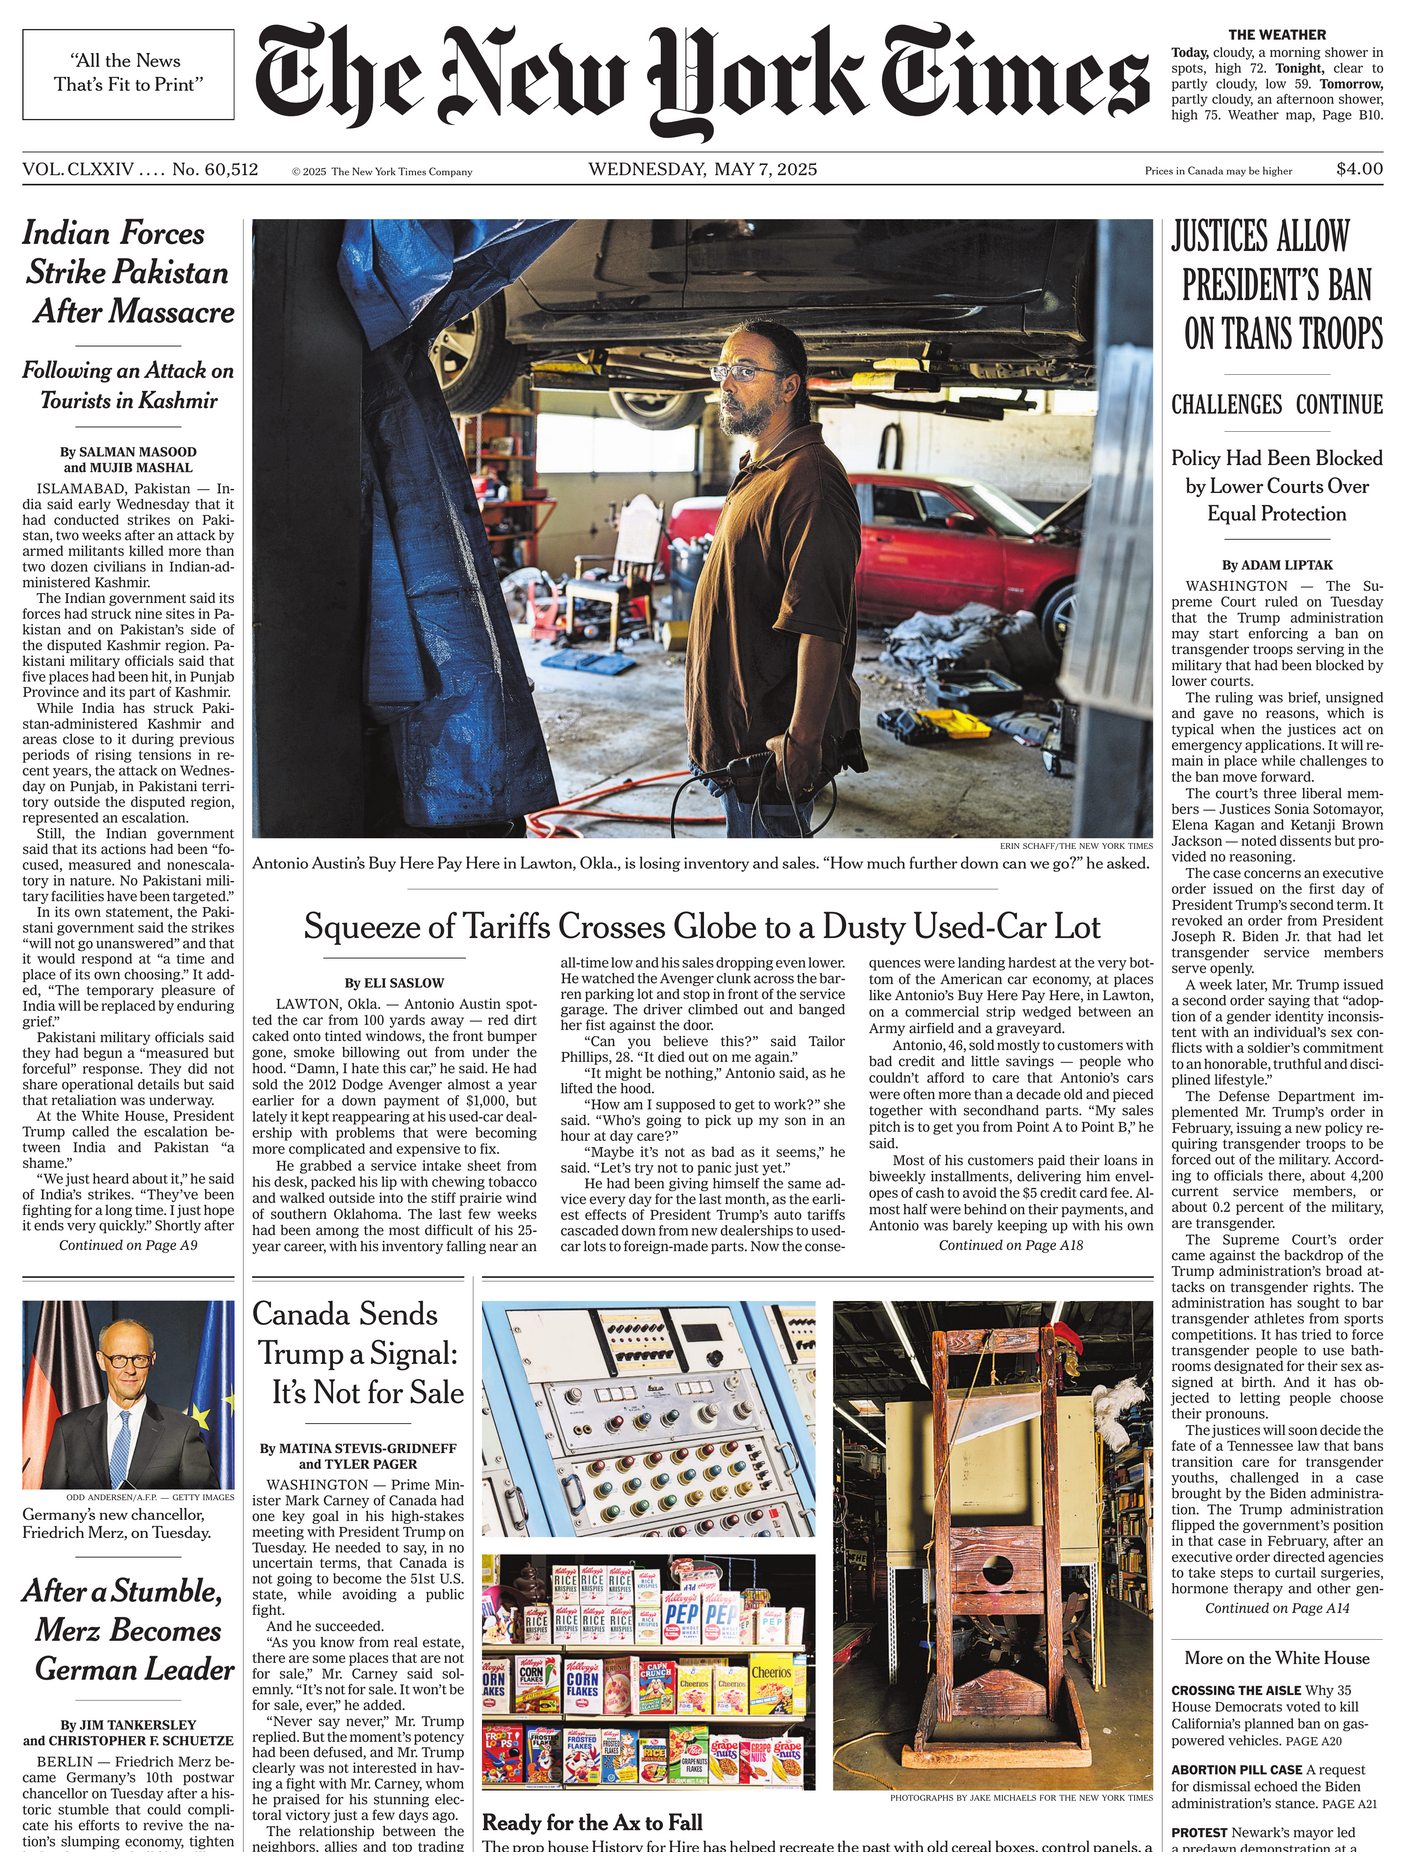 “All the News
That’s Fit to Print”
The New York Times
THE WEATHER
Today, cloudy, a morning shower in
spots, high 72. Tonight, clear to
partly cloudy, low 59. Tomorrow,
partly cloudy, an afternoon shower,
high 75. Weather map, Page B10.
VOL. CLXXIV .... No. 60,512
© 2025 The New York Times Company
WEDNESDAY, MAY 7, 2025
Prices in Canada may be higher
$4.00
Indian Forces
Strike Pakistan
After Massacre
Following an Attack on
Tourists in Kashmir
By SALMAN MASOOD
and MUJIB MASHAL
ISLAMABAD, Pakistan — In-
dia said early Wednesday that it
had conducted strikes on Paki-
stan, two weeks after an attack by
armed militants killed more than
two dozen civilians in Indian-ad-
ministered Kashmir.
The Indian government said its
forces had struck nine sites in Pa-
kistan and on Pakistan’s side of
the disputed Kashmir region. Pa-
kistani military officials said that
five places had been hit, in Punjab
Province and its part of Kashmir.
While India has struck Paki-
stan-administered Kashmir and
areas close to it during previous
periods of rising tensions in re-
cent years, the attack on Wednes-
day on Punjab, in Pakistani terri-
tory outside the disputed region,
represented an escalation.
Still, the Indian government
said that its actions had been “fo-
cused, measured and nonescala-
tory in nature. No Pakistani mili-
tary facilities have been targeted.”
In its own statement, the Paki-
stani government said the strikes
“will not go unanswered” and that
it would respond at “a time and
place of its own choosing.” It add-
ed, “The temporary pleasure of
India will be replaced by enduring
grief.”
Pakistani military officials said
they had begun a “measured but
forceful” response. They did not
share operational details but said
that retaliation was underway.
At the White House, President
Trump called the escalation be-
tween India and Pakistan “a
shame.”
“We just heard about it,” he said
of India’s strikes. “They’ve been
fighting for a long time. I just hope
it ends very quickly.” Shortly after
Continued on Page A9
ERIN SCHAFF/THE NEW YORK TIMES
Antonio Austin’s Buy Here Pay Here in Lawton, Okla., is losing inventory and sales. “How much further down can we go?” he asked.
Squeeze of Tariffs Crosses Globe to a Dusty Used-Car Lot
By ELI SASLOW
LAWTON, Okla. — Antonio Austin spot-
ted the car from 100 yards away — red dirt
caked onto tinted windows, the front bumper
gone, smoke billowing out from under the
hood. “Damn, I hate this car,” he said. He had
sold the 2012 Dodge Avenger almost a year
earlier for a down payment of $1,000, but
lately it kept reappearing at his used-car deal-
ership with problems that were becoming
more complicated and expensive to fix.
He grabbed a service intake sheet from
his desk, packed his lip with chewing tobacco
and walked outside into the stiff prairie wind
of southern Oklahoma. The last few weeks
had been among the most difficult of his 25-
year career, with his inventory falling near an
all-time low and his sales dropping even lower.
He watched the Avenger clunk across the bar-
ren parking lot and stop in front of the service
garage. The driver climbed out and banged
her fist against the door.
“Can you believe this?” said Tailor
Phillips, 28. “It died out on me again.”
“It might be nothing,” Antonio said, as he
lifted the hood.
“How am I supposed to get to work?” she
said. “Who’s going to pick up my son in an
hour at day care?”
“Maybe it’s not as bad as it seems,” he
said. “Let’s try not to panic just yet.”
He had been giving himself the same ad-
vice every day for the last month, as the earli-
est effects of President Trump’s auto tariffs
cascaded down from new dealerships to used-
car lots to foreign-made parts. Now the conse-
quences were landing hardest at the very bot-
tom of the American car economy, at places
like Antonio’s Buy Here Pay Here, in Lawton,
on a commercial strip wedged between an
Army airfield and a graveyard.
Antonio, 46, sold mostly to customers with
bad credit and little savings — people who
couldn’t afford to care that Antonio’s cars
were often more than a decade old and pieced
together with secondhand parts. “My sales
pitch is to get you from Point A to Point B,” he
said.
Most of his customers paid their loans in
biweekly installments, delivering him envel-
opes of cash to avoid the $5 credit card fee. Al-
most half were behind on their payments, and
Antonio was barely keeping up with his own
Continued on Page A18
JUSTICES ALLOW
PRESIDENT’S BAN
ON TRANS TROOPS
CHALLENGES CONTINUE
Policy Had Been Blocked
by Lower Courts Over
Equal Protection
By ADAM LIPTAK
WASHINGTON — The Su-
preme Court ruled on Tuesday
that the Trump administration
may start enforcing a ban on
transgender troops serving in the
military that had been blocked by
lower courts.
The ruling was brief, unsigned
and gave no reasons, which is
typical when the justices act on
emergency applications. It will re-
main in place while challenges to
the ban move forward.
The court’s three liberal mem-
bers — Justices Sonia Sotomayor,
Elena Kagan and Ketanji Brown
Jackson — noted dissents but pro-
vided no reasoning.
The case concerns an executive
order issued on the first day of
President Trump’s second term. It
revoked an order from President
Joseph R. Biden Jr. that had let
transgender service members
serve openly.
A week later, Mr. Trump issued
a second order saying that “adop-
tion of a gender identity inconsis-
tent with an individual’s sex con-
flicts with a soldier’s commitment
to an honorable, truthful and disci-
plined lifestyle.”
The Defense Department im-
plemented Mr. Trump’s order in
February, issuing a new policy re-
quiring transgender troops to be
forced out of the military. Accord-
ing to officials there, about 4,200
current service members, or
about 0.2 percent of the military,
are transgender.
The Supreme Court’s order
came against the backdrop of the
Trump administration’s broad at-
tacks on transgender rights. The
administration has sought to bar
transgender athletes from sports
competitions. It has tried to force
transgender people to use bath-
rooms designated for their sex as-
signed at birth. And it has ob-
jected to letting people choose
their pronouns.
The justices will soon decide the
fate of a Tennessee law that bans
transition care for transgender
youths, challenged in a case
brought by the Biden administra-
tion. The Trump administration
flipped the government’s position
in that case in February, after an
executive order directed agencies
to take steps to curtail surgeries,
hormone therapy and other gen-
Continued on Page A14
More on the White House
CROSSING THE AISLE Why 35
House Democrats voted to kill
California’s planned ban on gas-
powered vehicles. PAGE A20
ABORTION PILL CASE A request
for dismissal echoed the Biden
administration’s stance. PAGE A21
PROTEST Newark’s mayor led
a predawn demonstration at a
ODD ANDERSEN/A.F.P. — GETTY IMAGES
Germany’s new chancellor,
Friedrich Merz, on Tuesday.
After a Stumble,
Merz Becomes
German Leader
By JIM TANKERSLEY
and CHRISTOPHER F. SCHUETZE
BERLIN — Friedrich Merz be-
came Germany’s 10th postwar
chancellor on Tuesday after a his-
toric stumble that could compli-
cate his efforts to revive the na-
tion’s slumping economy, tighten
Canada Sends
Trump a Signal:
It’s Not for Sale
By MATINA STEVIS-GRIDNEFF
and TYLER PAGER
WASHINGTON — Prime Min-
ister Mark Carney of Canada had
one key goal in his high-stakes
meeting with President Trump on
Tuesday. He needed to say, in no
uncertain terms, that Canada is
not going to become the 51st U.S.
state, while avoiding a public
fight.
And he succeeded.
“As you know from real estate,
there are some places that are not
for sale,” Mr. Carney said sol-
emnly. “It’s not for sale. It won’t be
for sale, ever,” he added.
“Never say never,” Mr. Trump
replied. But the moment’s potency
had been defused, and Mr. Trump
clearly was not interested in hav-
ing a fight with Mr. Carney, whom
he praised for his stunning elec-
toral victory just a few days ago.
The relationship between the
neighbors, allies and top trading
Kellogg’s RICE KRISPIES
Kellogg’s PEP
Kellogg’s CORN FLAKES
CAP’N CRUNCH
Cheerios
FROSTED FLAKES
GRAPE NUTS FLAKES
grape nuts
PHOTOGRAPHS BY JAKE MICHAELS FOR THE NEW YORK TIMES
Ready for the Ax to Fall
The prop house History for Hire has helped recreate the past with old cereal boxes, control panels, a